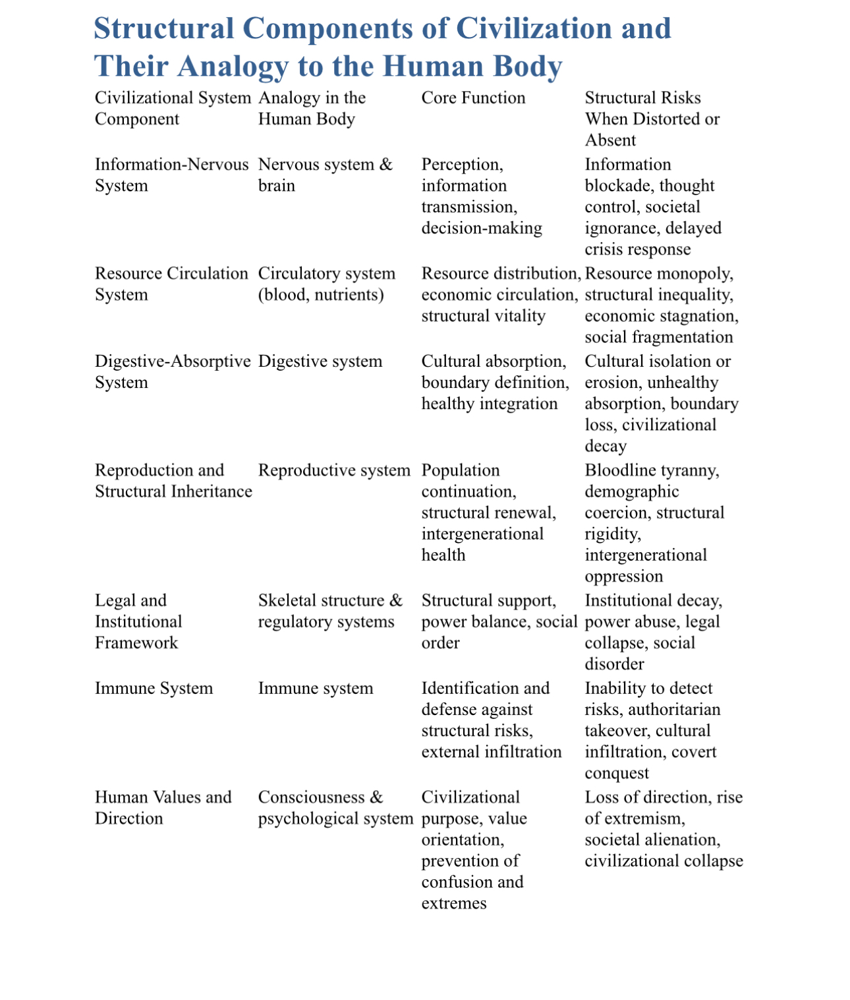 Structural Components of Civilization and
Their Analogy to the Human Body
Civilizational System Component
Analogy in the Human Body
Core Function
Structural Risks When Distorted or Absent
Information-Nervous
System
Nervous system &
brain
Perception,
information
transmission,
decision-making
Information
blockade, thought
control, societal
ignorance, delayed
crisis response
Resource Circulation
System
Circulatory system
(blood, nutrients)
Resource distribution,
economic circulation,
structural vitality
Resource monopoly,
structural inequality,
economic stagnation,
social fragmentation
Digestive-Absorptive
System
Digestive system
Cultural absorption,
boundary definition,
healthy integration
Cultural isolation or
erosion, unhealthy
absorption, boundary
loss, civilizational
decay
Reproduction and
Structural Inheritance
Reproductive system
Population
continuation,
structural renewal,
intergenerational
health
Bloodline tyranny,
demographic
coercion, structural
rigidity,
intergenerational
oppression
Legal and
Institutional
Framework
Skeletal structure &
regulatory systems
Structural support,
power balance, social
order
Institutional decay,
power abuse, legal
collapse, social
disorder
Immune System
Immune system
Identification and
defense against
structural risks,
external infiltration
Inability to detect
risks, authoritarian
takeover, cultural
infiltration, covert
conquest
Human Values and
Direction
Consciousness &
psychological system
Civilizational
purpose, value
orientation,
prevention of
confusion and
extremes
Loss of direction, rise
of extremism,
societal alienation,
civilizational collapse